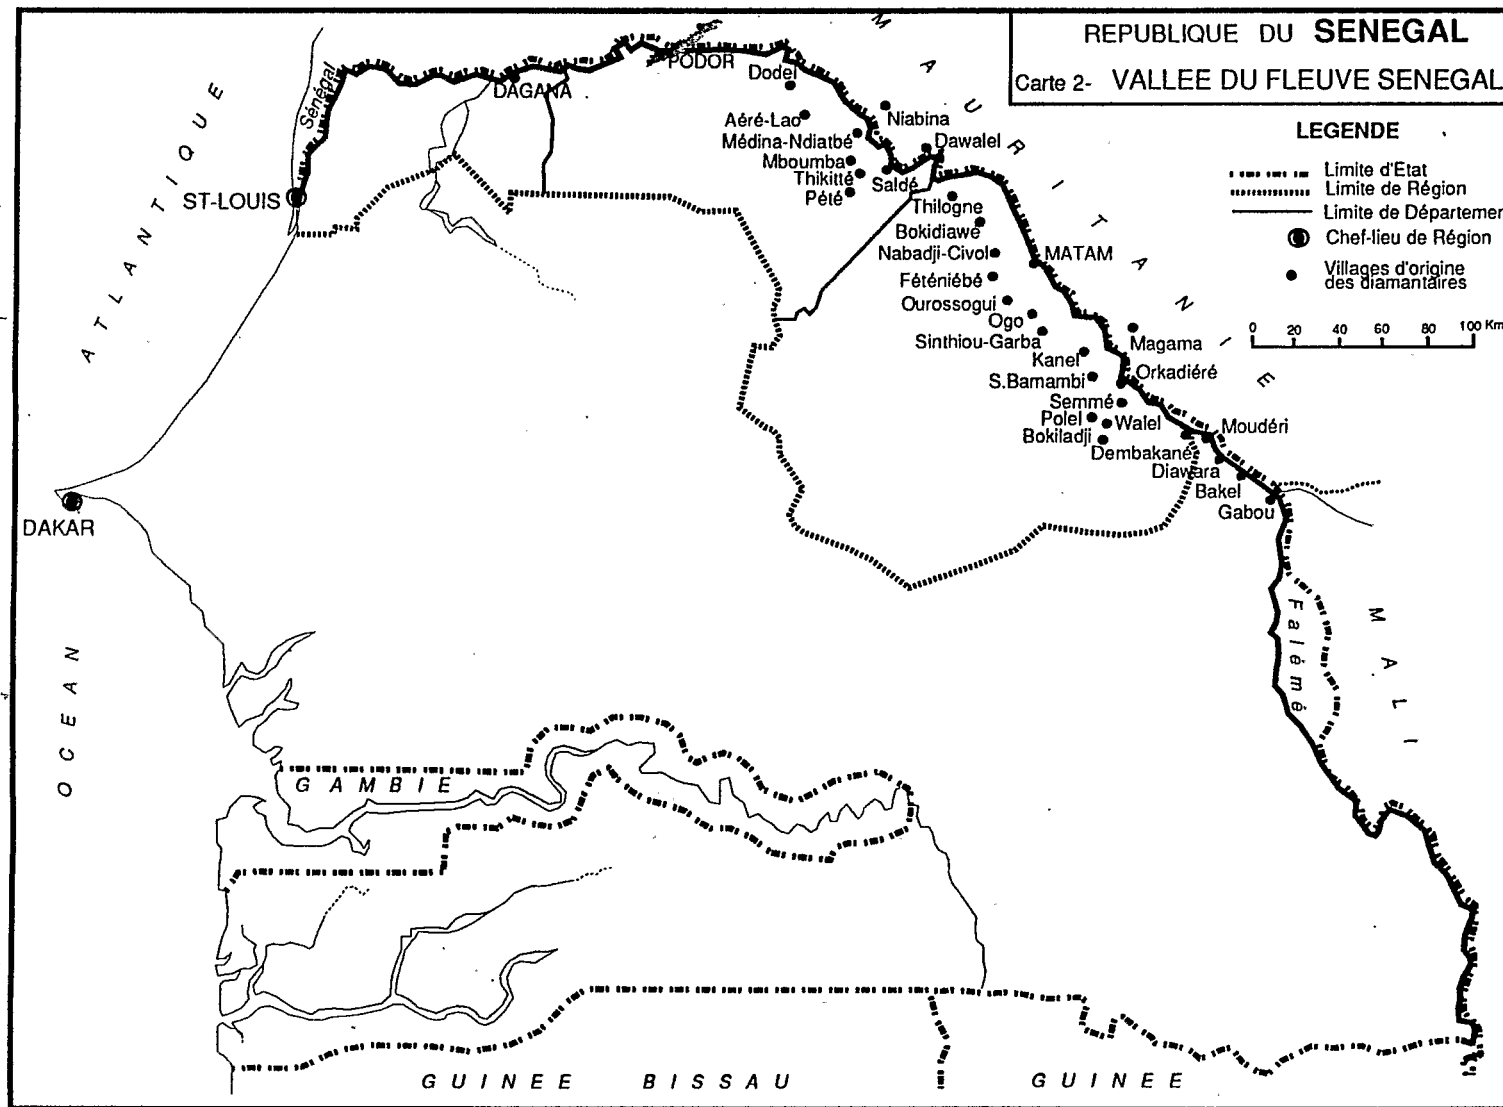 REPUBLIQUE DU SENEGAL
Carte 2- VALLEE DU FLEUVE SENEGAL
LEGENDE
Limite d'Etat
Limite de Région
Limite de Départemen
Chef-lieu de Région
Villages d'origine
des diamantaires
0 20 40 60 80 100 Km
MAURITANIE
OCEAN ATLANTIQUE
Sénégal
DAGANA
PODOR
Dodel
Aéré-Lao
Niabina
Médina-Ndiatbé
Dawalel
Mboumba
Thikitté
Saldé
Pété
ST-LOUIS
Thilogne
Bokidiawé
Nabadji-Civol
MATAM
Féténiébé
Ourossogui
Ogo
Sinthiou-Garba
Magama
Kanel
Orkadiéré
S.Bamambi
Semmé
Polel
Walel
Moudéri
Bokiladji
Dembakané
Diawara
Bakel
Gabou
DAKAR
Falémé
MALI
GAMBIE
GUINEE BISSAU
GUINEE